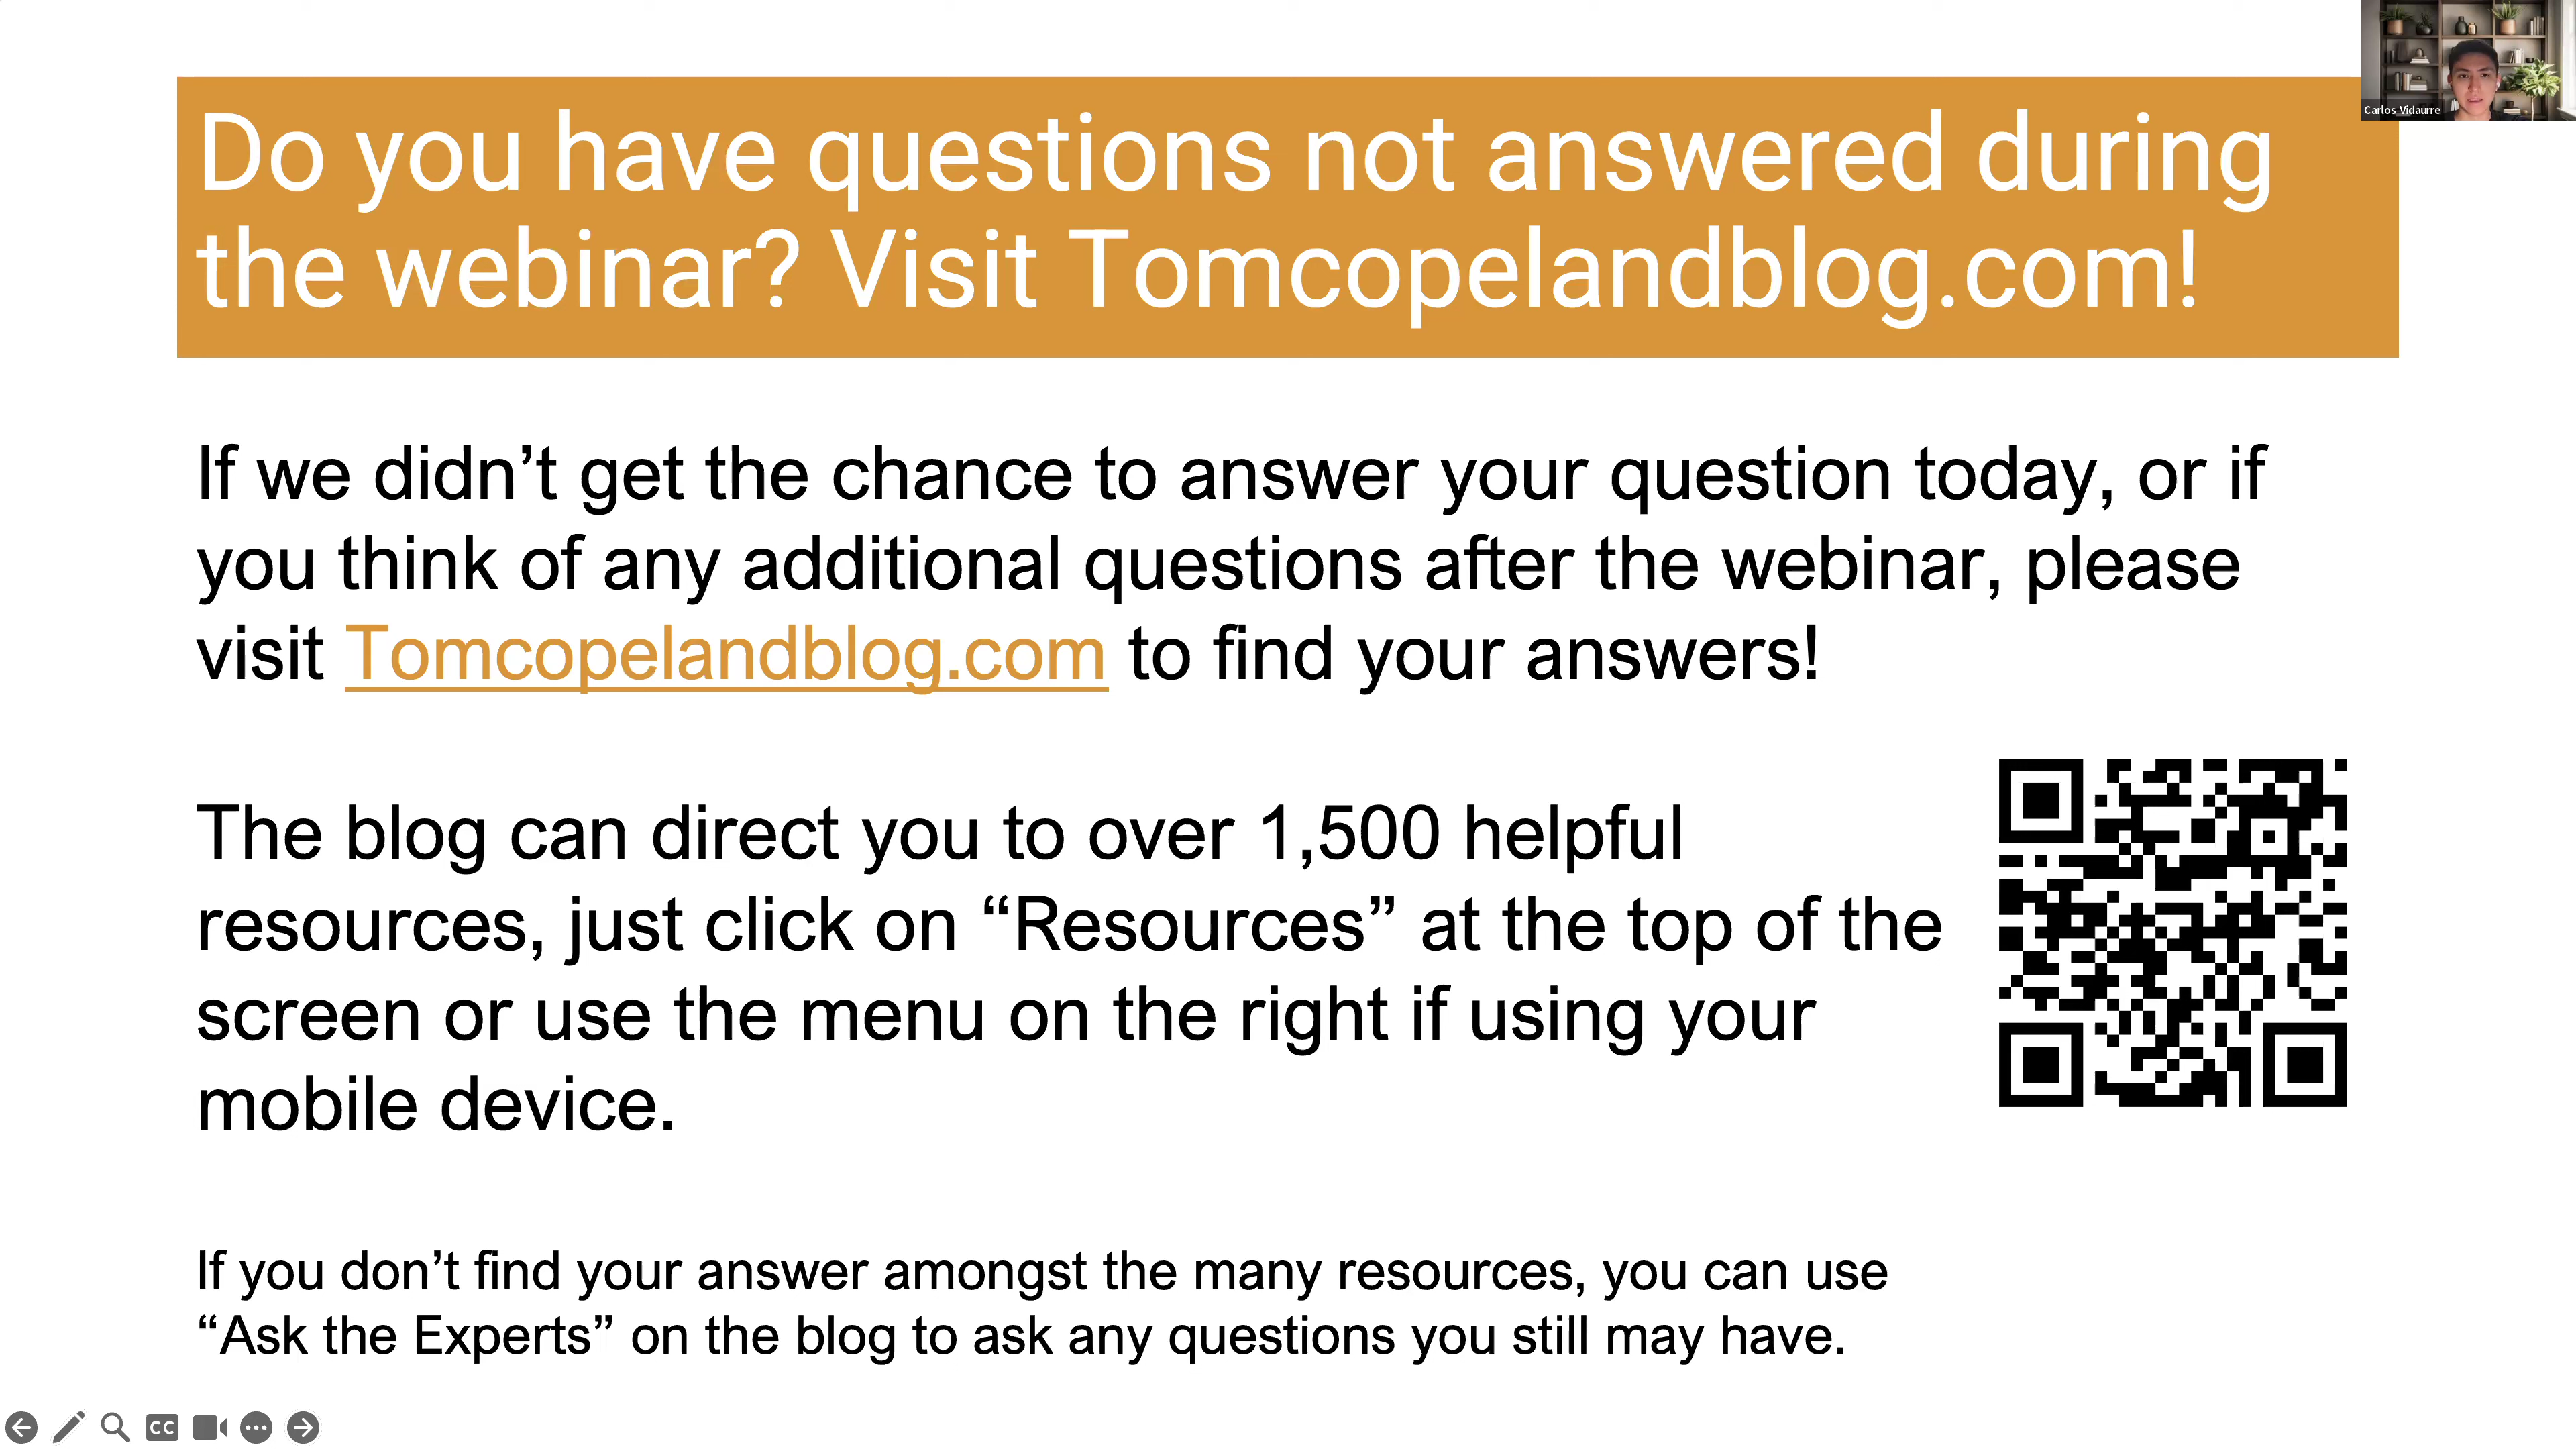 Do you have questions not answered during
the webinar? Visit Tomcopelandblog.com!
Carlos Vidaurre
If we didn’t get the chance to answer your question today, or if
you think of any additional questions after the webinar, please
visit Tomcopelandblog.com to find your answers!
The blog can direct you to over 1,500 helpful
resources, just click on “Resources” at the top of the
screen or use the menu on the right if using your
mobile device.
If you don’t find your answer amongst the many resources, you can use
“Ask the Experts” on the blog to ask any questions you still may have.
CC